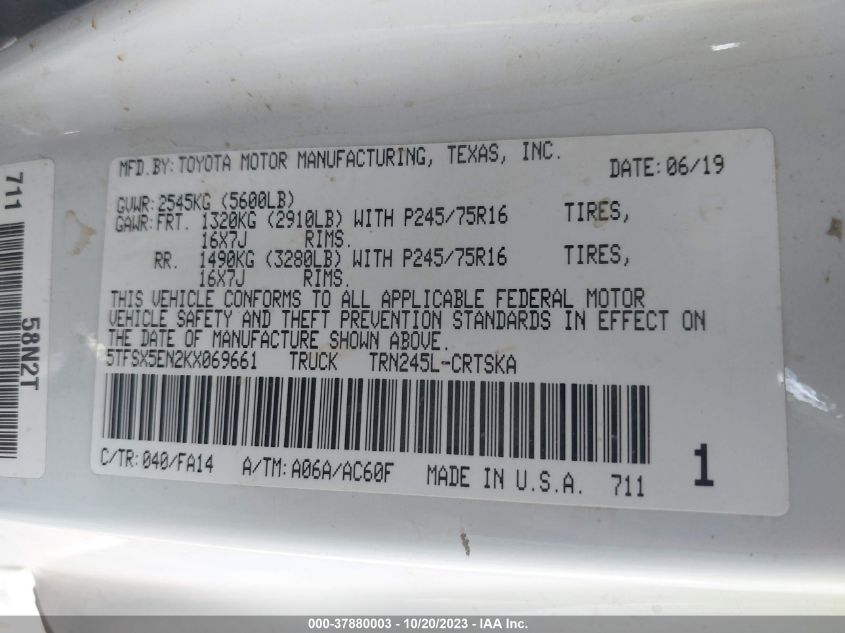 MFD.BY:TOYOTA MOTOR MANUFACTURING, TEXAS, INC. DATE:06/19
GVWR:2545KG (5600LB)
GAWR:FRT. 1320KG (2910LB) WITH P245/75R16 TIRES,
16X7J RIMS.
RR. 1490KG (3280LB) WITH P245/75R16 TIRES,
16X7J RIMS.
THIS VEHICLE CONFORMS TO ALL APPLICABLE FEDERAL MOTOR
VEHICLE SAFETY AND THEFT PREVENTION STANDARDS IN EFFECT ON
THE DATE OF MANUFACTURE SHOWN ABOVE.
5TFSX5EN2KX069661 TRUCK TRN245L-CRTSKA
C/TR:040/FA14 A/TM:A06A/AC60F MADE IN U.S.A. 711 1
711 58N2T
000-37880003 - 10/20/2023 - IAA Inc.